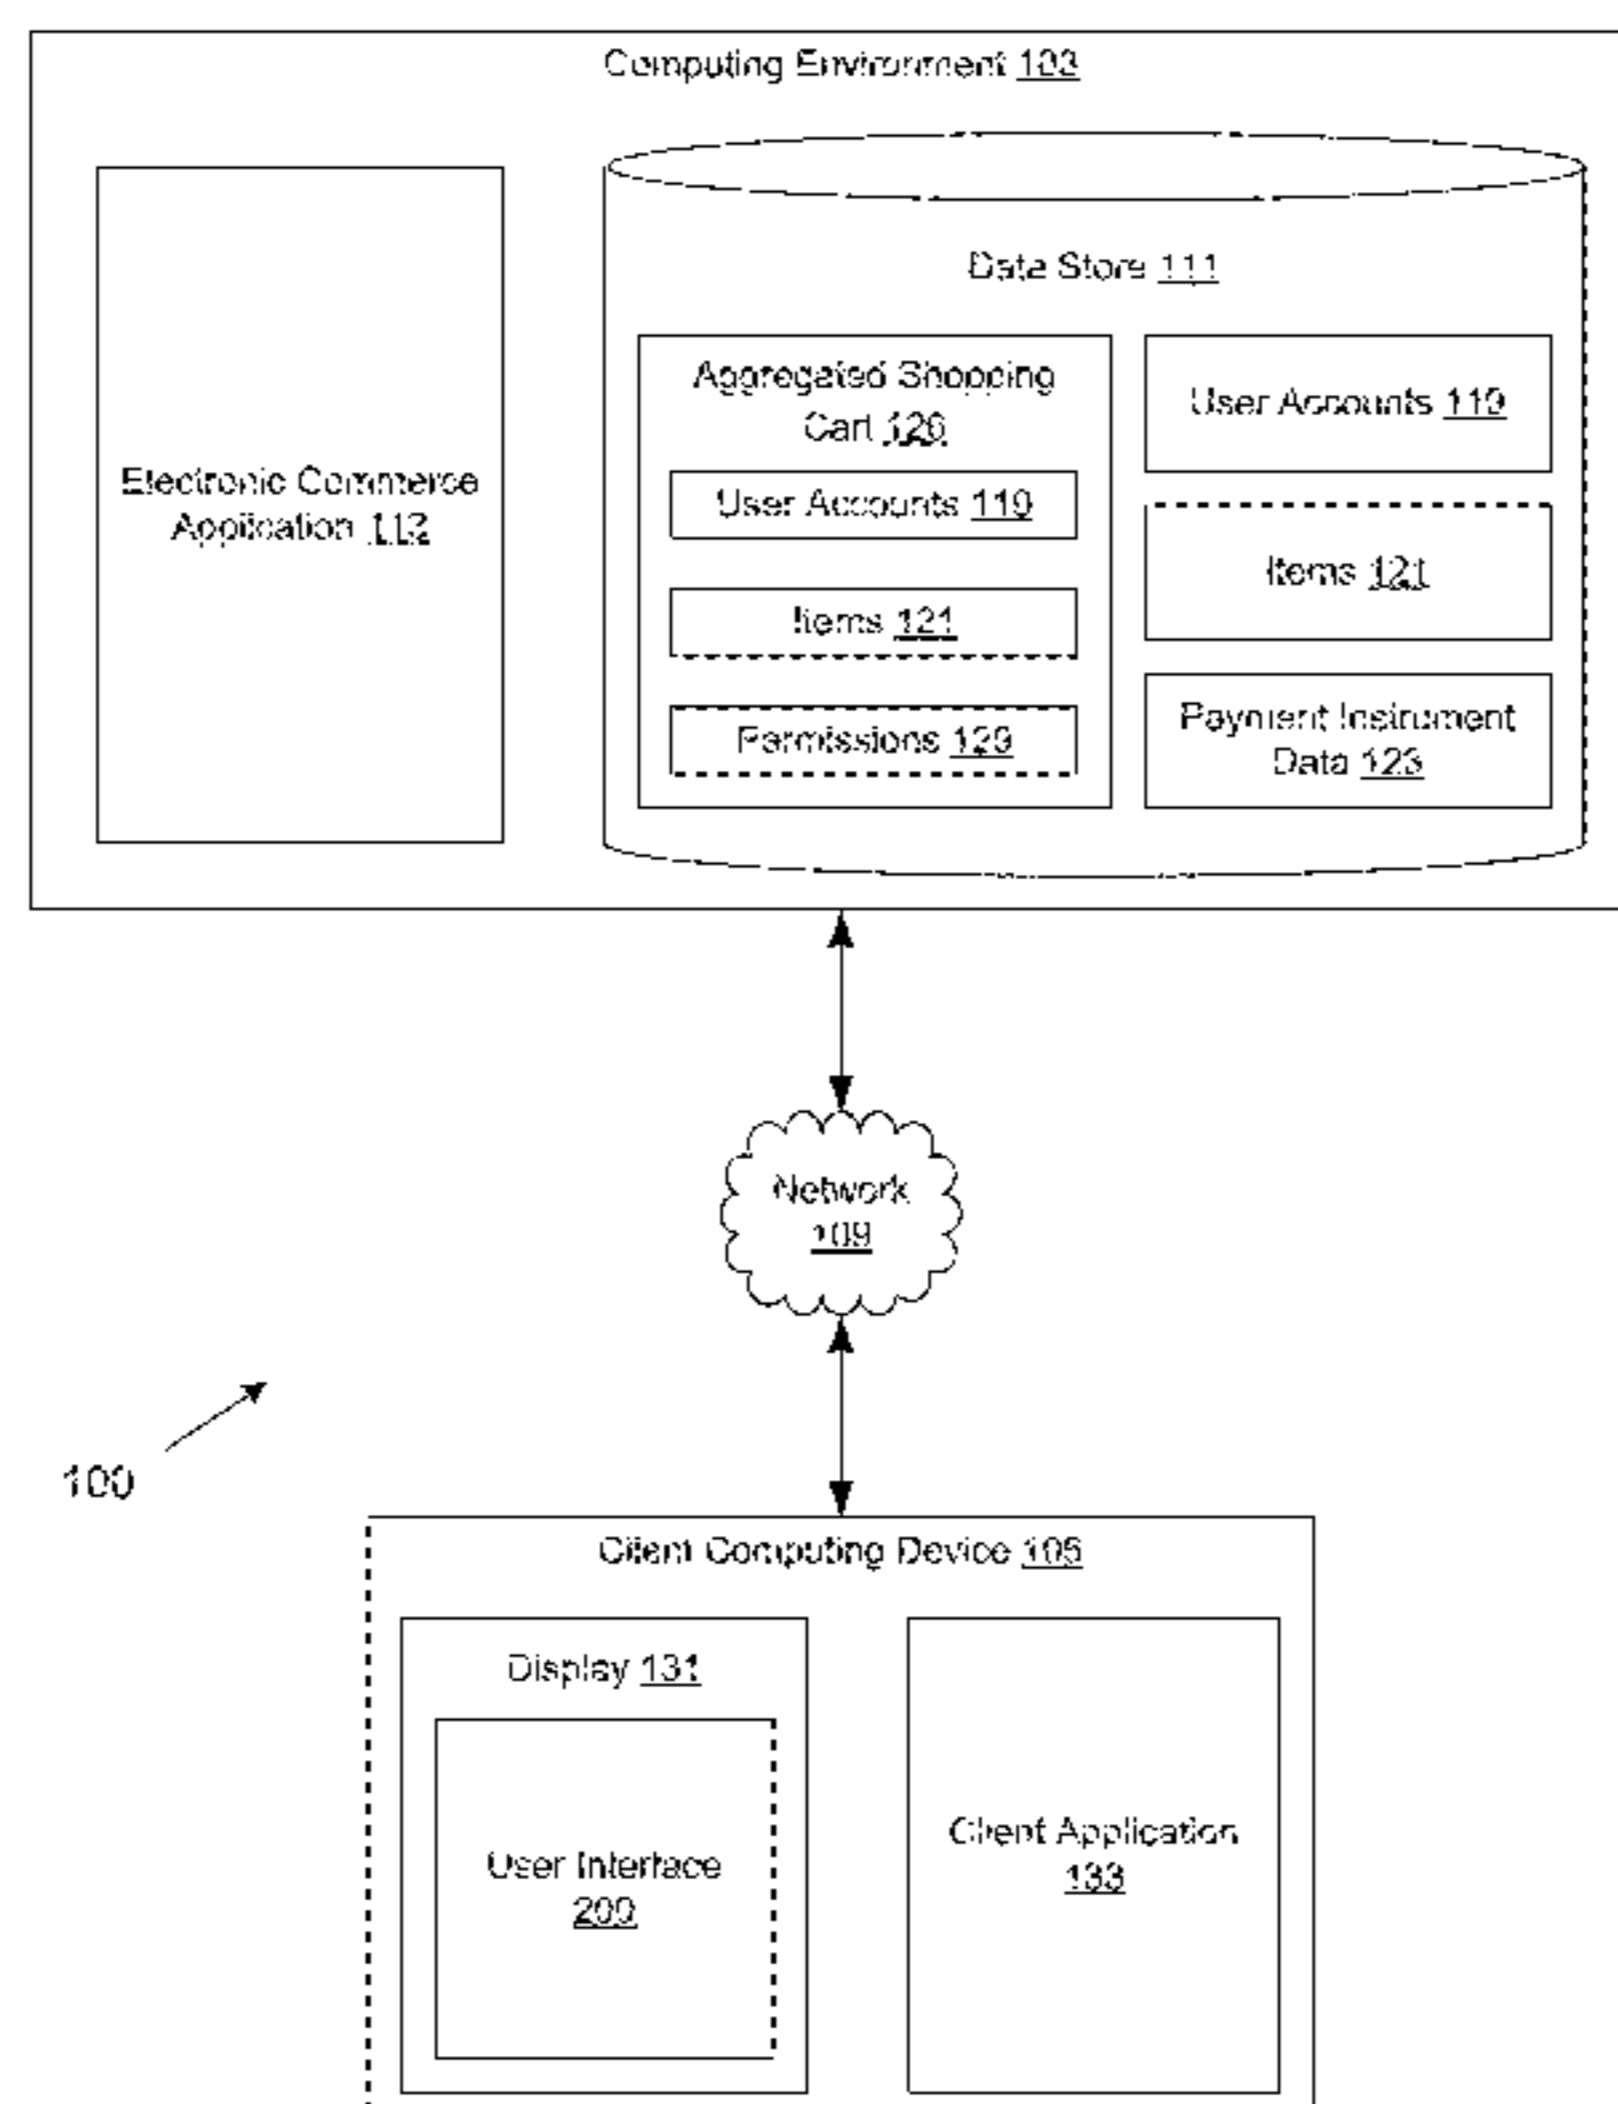 Computing Environment 103
Data Store 111
Electronic Commerce
Application 112
Aggregated Shopping
Cart 126
User Accounts 119
Items 121
Permissions 129
User Accounts 119
Items 121
Payment Instrument
Data 123
Network
109
100
Client Computing Device 105
Display 131
User Interface
200
Client Application
133